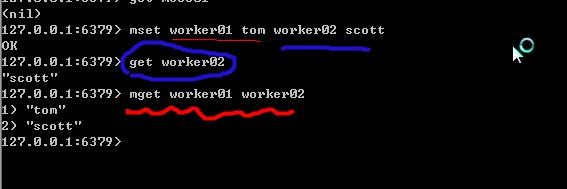 <nil>
127.0.0.1:6379> mset worker01 tom worker02 scott
OK
127.0.0.1:6379> get worker02
"scott"
127.0.0.1:6379> mget worker01 worker02
1) "tom"
2) "scott"
127.0.0.1:6379>